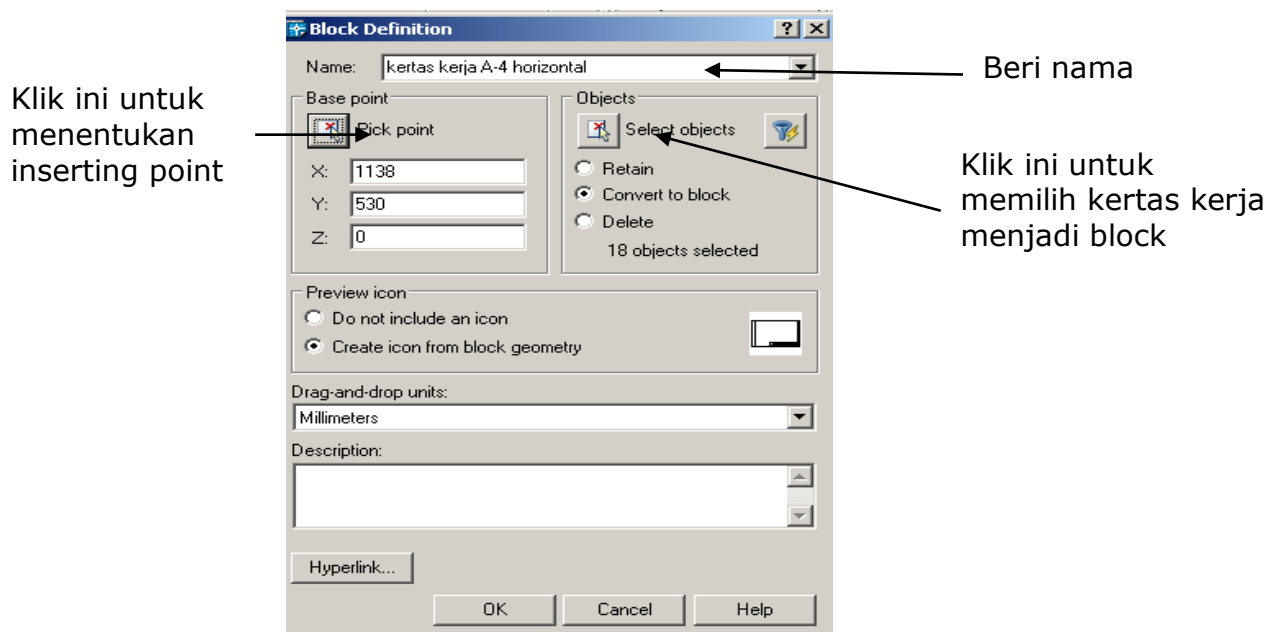 Block Definition
Name: kertas kerja A-4 horizontal
Beri nama
Klik ini untuk
menentukan
inserting point
Base point
Pick point
X: 1138
Y: 530
Z: 0
Objects
Select objects
Retain
Convert to block
Delete
18 objects selected
Klik ini untuk
memilih kertas kerja
menjadi block
Preview icon
Do not include an icon
Create icon from block geometry
Drag-and-drop units:
Millimeters
Description:
Hyperlink...
OK Cancel Help